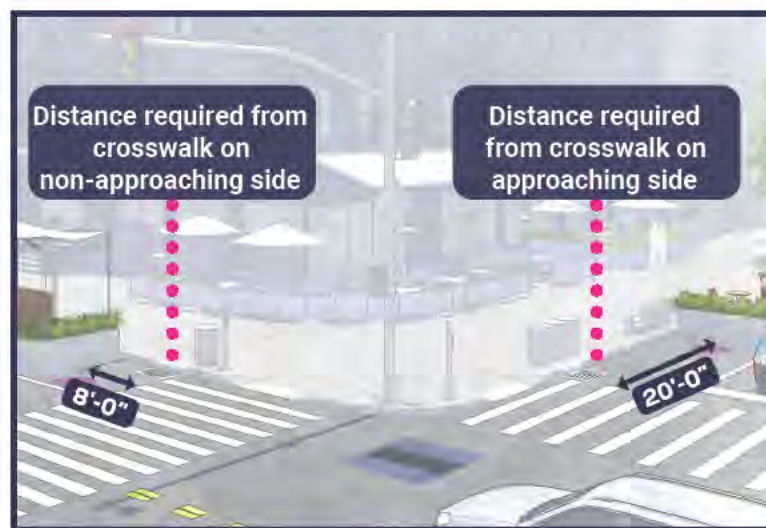 Distance required from
crosswalk on
non-approaching side
Distance required
from crosswalk on
approaching side
8'-0"
20'-0"